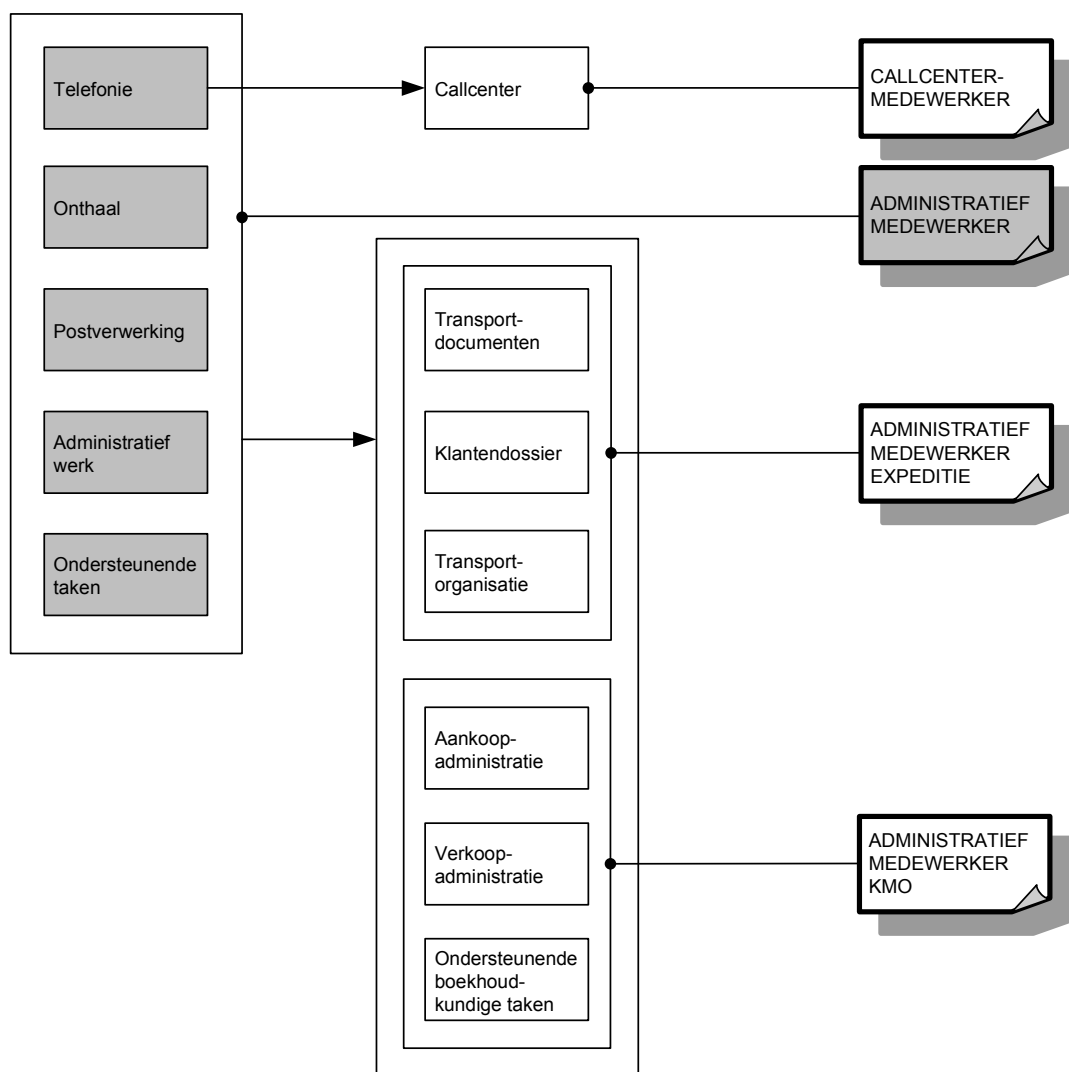 Telefonie
Callcenter
CALLCENTER-
MEDEWERKER
Onthaal
ADMINISTRATIEF
MEDEWERKER
Postverwerking
Administratief
werk
Ondersteunende
taken
Transport-
documenten
Klantendossier
Transport-
organisatie
ADMINISTRATIEF
MEDEWERKER
EXPEDITIE
Aankoop-
administratie
Verkoop-
administratie
Ondersteunende
boekhoud-
kundige taken
ADMINISTRATIEF
MEDEWERKER
KMO